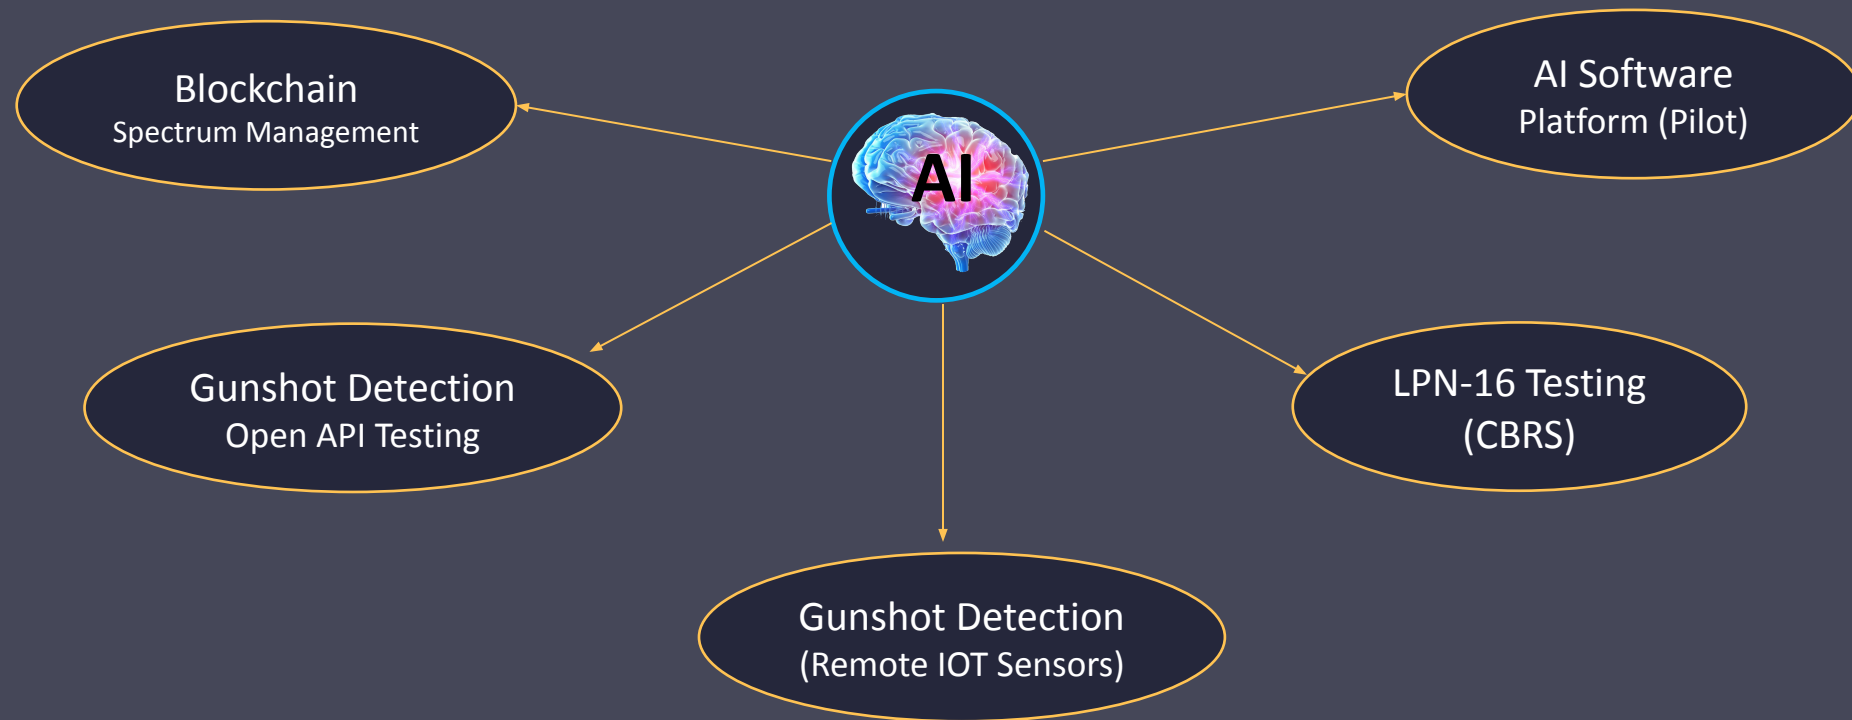 Blockchain
Spectrum Management
AI Software
Platform (Pilot)
AI
Gunshot Detection
Open API Testing
LPN-16 Testing
(CBRS)
Gunshot Detection
(Remote IOT Sensors)